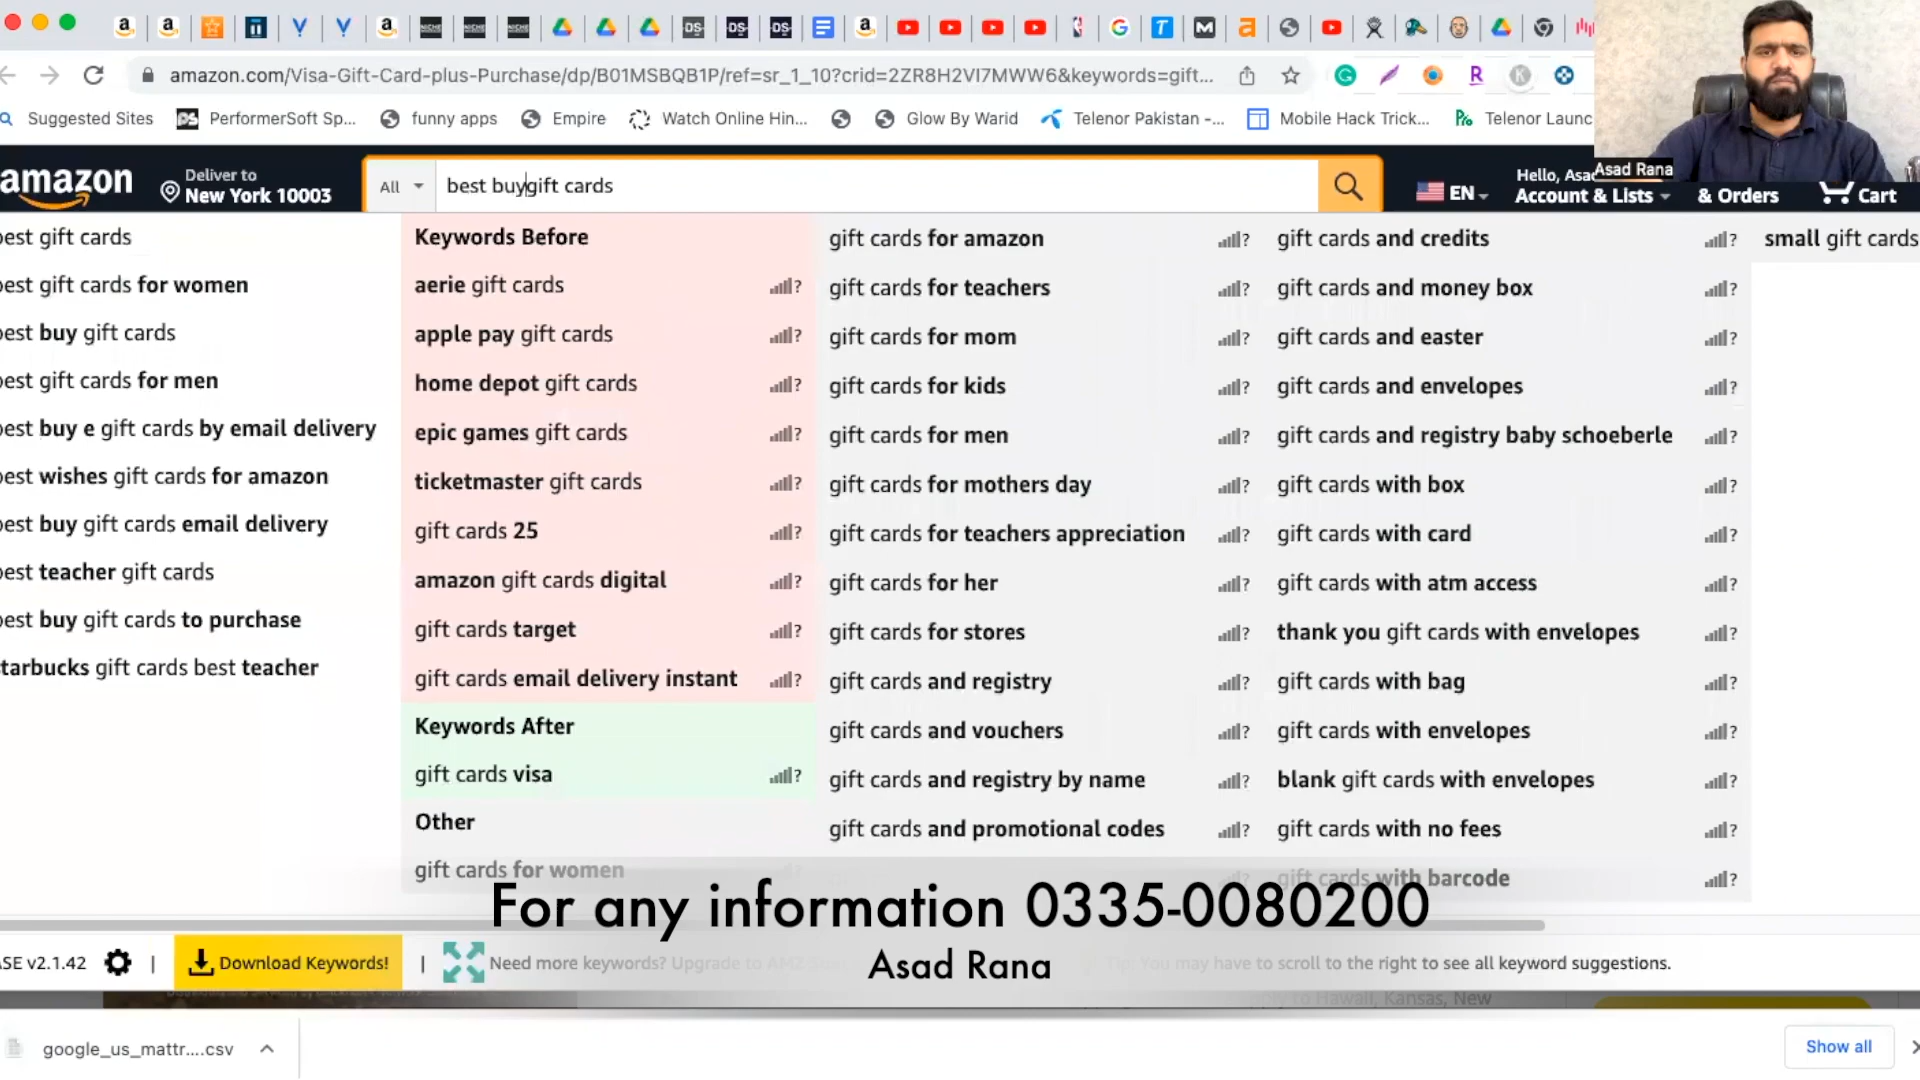 amazon.com/Visa-Gift-Card-plus-Purchase/dp/B01MSBQB1P/ref=sr_1_10?crid=2ZR8H2VI7MWW6&keywords=gift...
Suggested Sites
PerformerSoft Sp...
funny apps
Empire
Watch Online Hin...
Glow By Warid
Telenor Pakistan -...
Mobile Hack Trick...
Telenor Launc
Asad Rana
amazon
Deliver to
New York 10003
All
best buygift cards
EN
Hello, Asad
Account & Lists
& Orders
Cart
est gift cards
est gift cards for women
est buy gift cards
est gift cards for men
est buy e gift cards by email delivery
est wishes gift cards for amazon
est buy gift cards email delivery
est teacher gift cards
est buy gift cards to purchase
tarbucks gift cards best teacher
Keywords Before
aerie gift cards
apple pay gift cards
home depot gift cards
epic games gift cards
ticketmaster gift cards
gift cards 25
amazon gift cards digital
gift cards target
gift cards email delivery instant
Keywords After
gift cards visa
Other
gift cards for women
gift cards for amazon
gift cards for teachers
gift cards for mom
gift cards for kids
gift cards for men
gift cards for mothers day
gift cards for teachers appreciation
gift cards for her
gift cards for stores
gift cards and registry
gift cards and vouchers
gift cards and registry by name
gift cards and promotional codes
gift cards and credits
gift cards and money box
gift cards and easter
gift cards and envelopes
gift cards and registry baby schoeberle
gift cards with box
gift cards with card
gift cards with atm access
thank you gift cards with envelopes
gift cards with bag
gift cards with envelopes
blank gift cards with envelopes
gift cards with no fees
gift cards with barcode
small gift cards
For any information 0335-0080200
Asad Rana
SE v2.1.42
Download Keywords!
Need more keywords? Upgrade to
You may have to scroll to the right to see all keyword suggestions.
to Hawaii, Kansas, New
google_us_mattr....csv
Show all